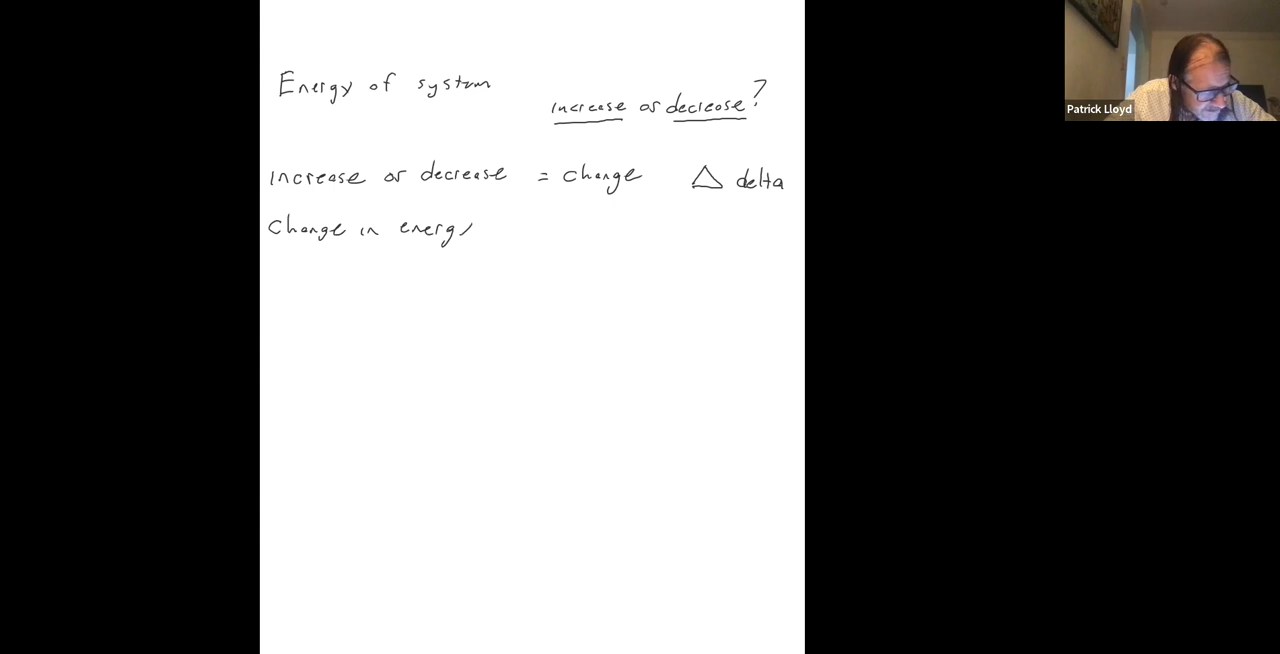 Energy of system
increase or decrease?
increase or decrease = change △ delta
Change in energy
Patrick Lloyd